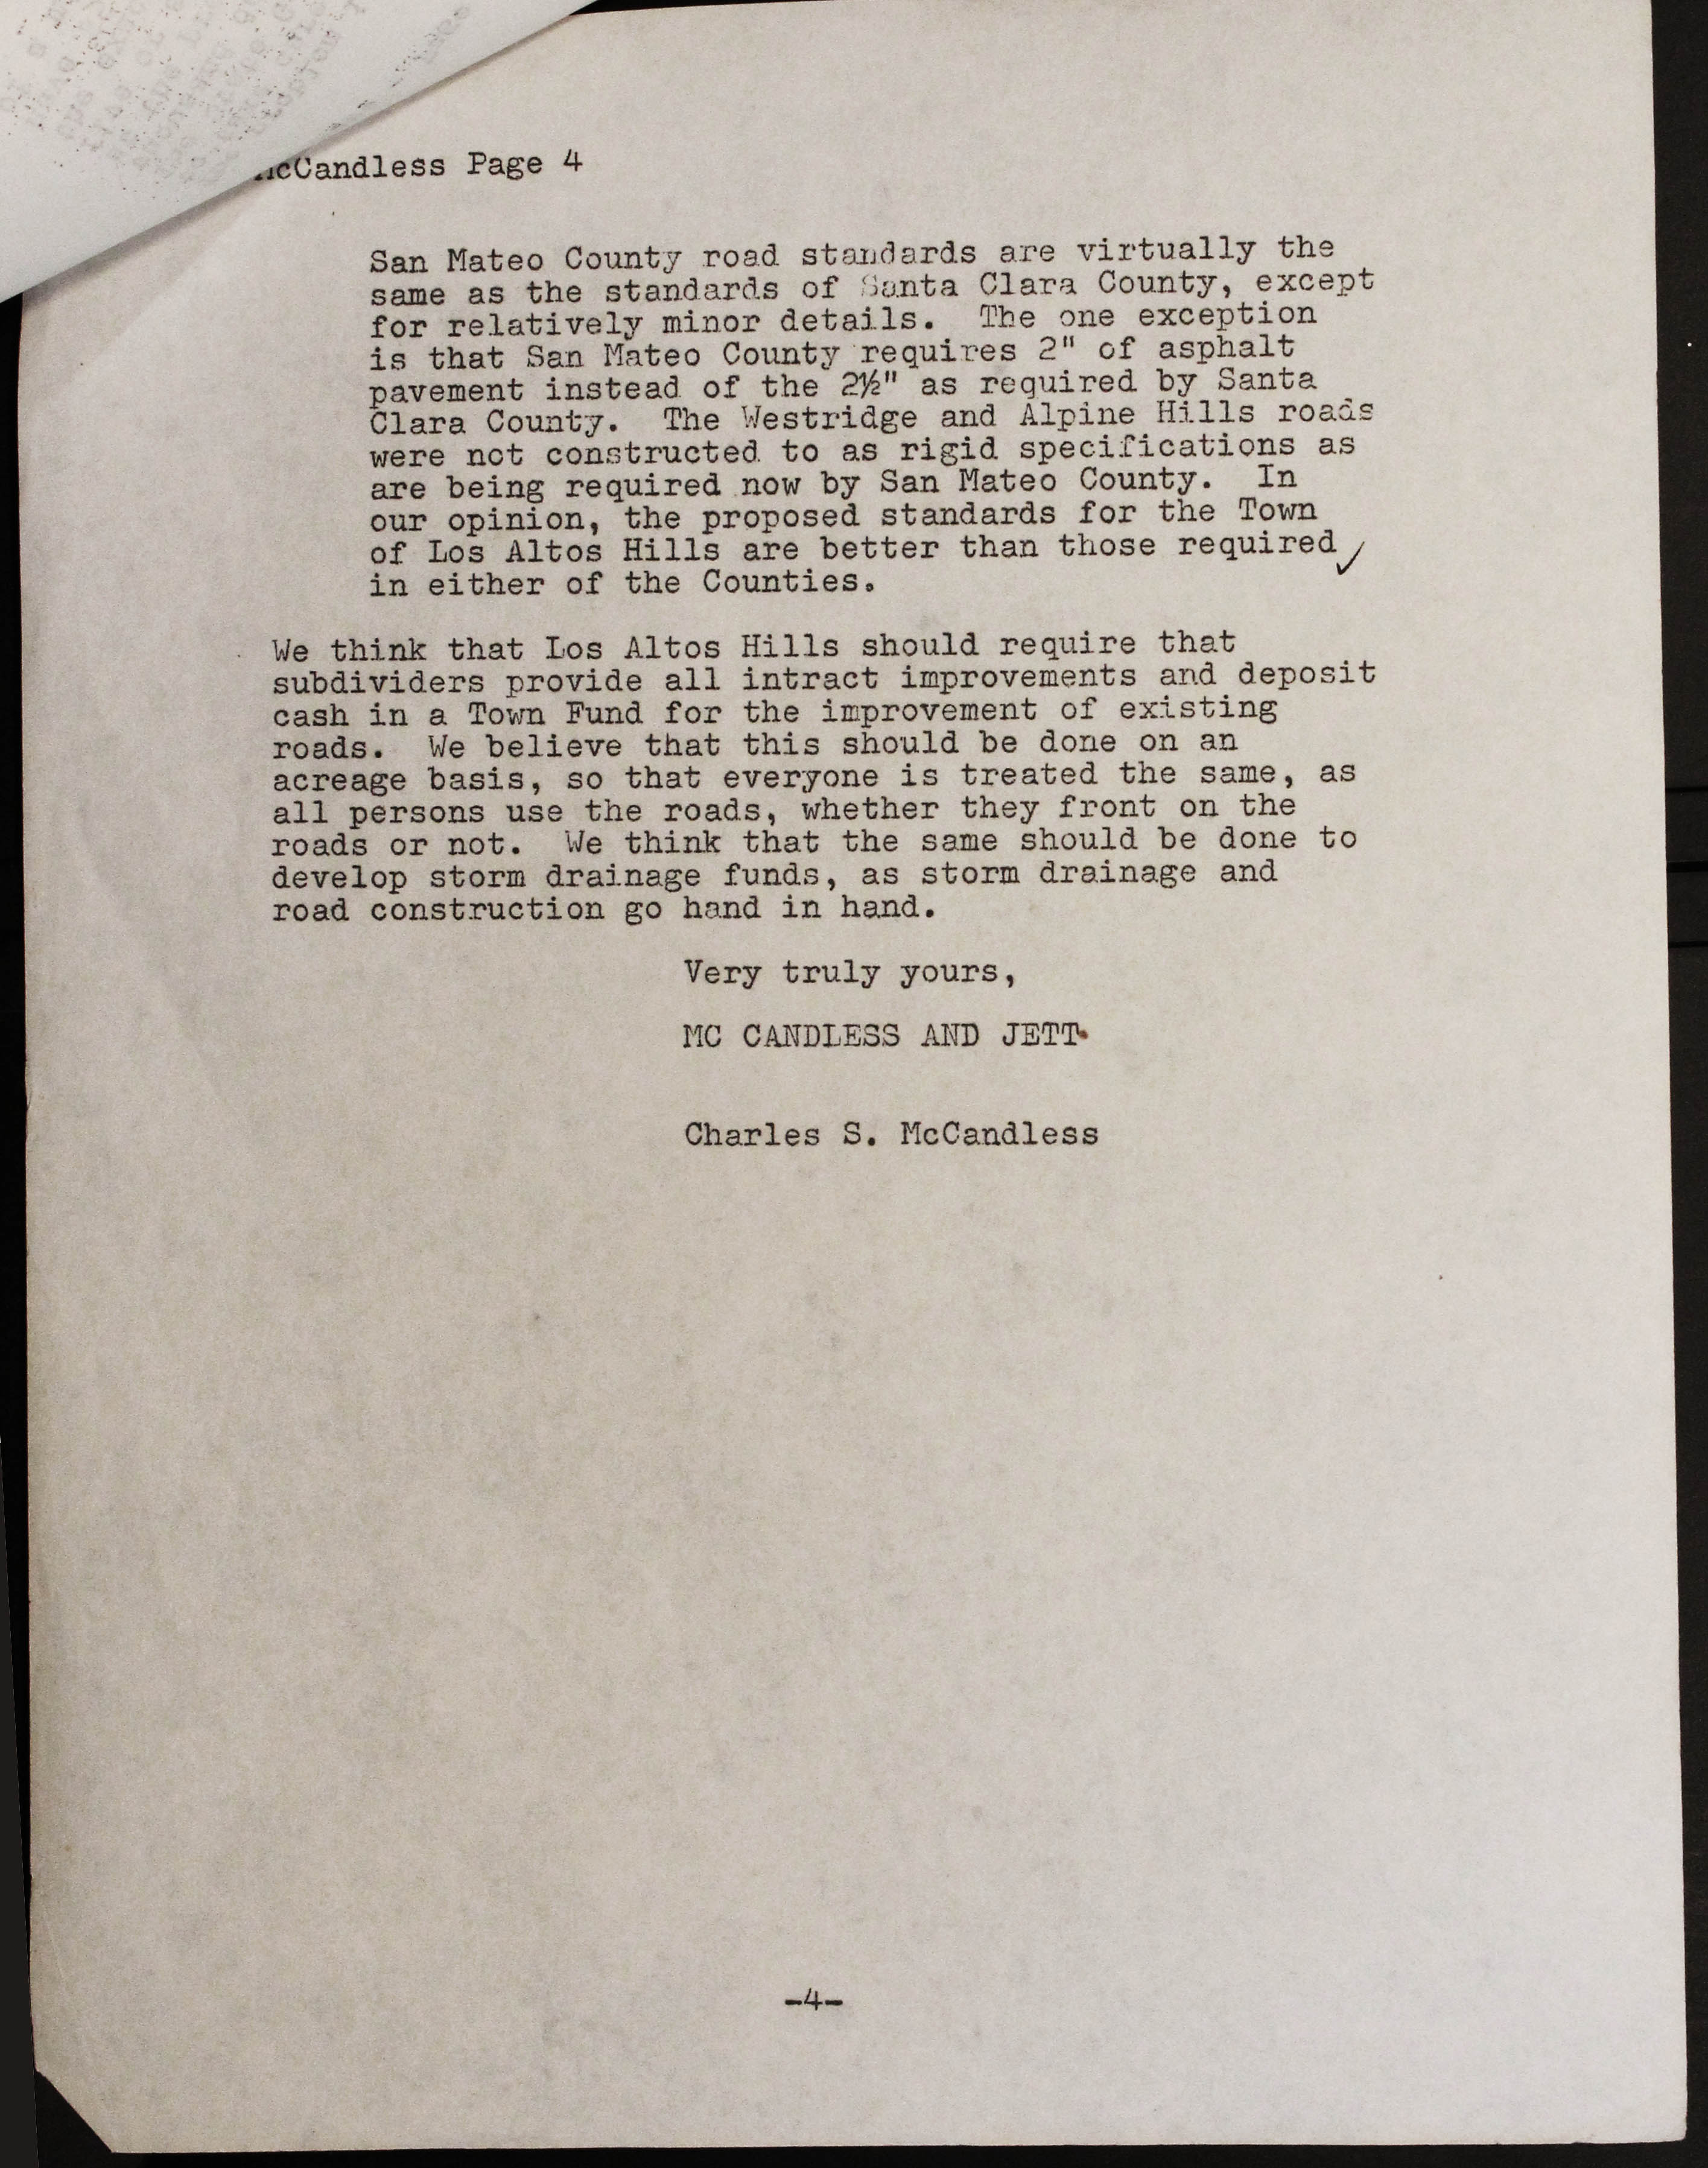 McCandless Page 4
San Mateo County road standards are virtually the
same as the standards of Santa Clara County, except
for relatively minor details. The one exception
is that San Mateo County requires 2" of asphalt
pavement instead of the 2½" as required by Santa
Clara County. The Westridge and Alpine Hills roads
were not constructed to as rigid specifications as
are being required now by San Mateo County. In
our opinion, the proposed standards for the Town
of Los Altos Hills are better than those required
in either of the Counties.
We think that Los Altos Hills should require that
subdividers provide all intract improvements and deposit
cash in a Town Fund for the improvement of existing
roads. We believe that this should be done on an
acreage basis, so that everyone is treated the same, as
all persons use the roads, whether they front on the
roads or not. We think that the same should be done to
develop storm drainage funds, as storm drainage and
road construction go hand in hand.
Very truly yours,
MC CANDLESS AND JETT
Charles S. McCandless
-4-